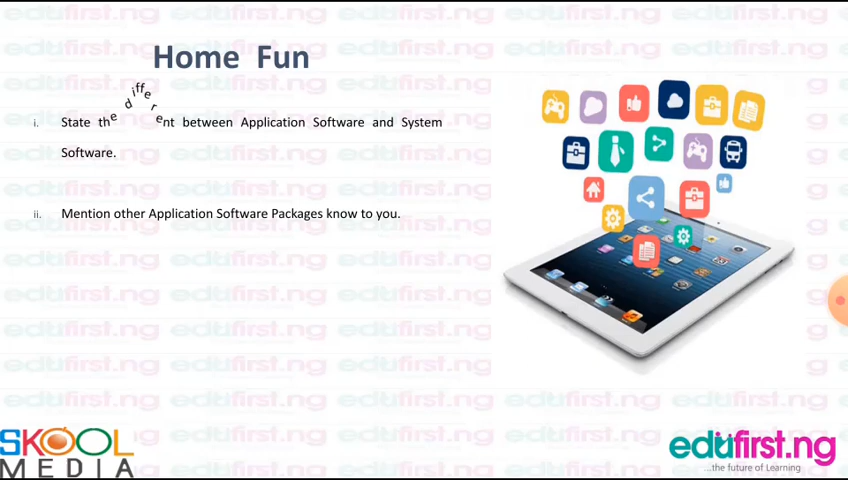 Home Fun
i. State the different between Application Software and System
Software.
ii. Mention other Application Software Packages know to you.
SKOOL
MEDIA
edufirst.ng
...the future of Learning